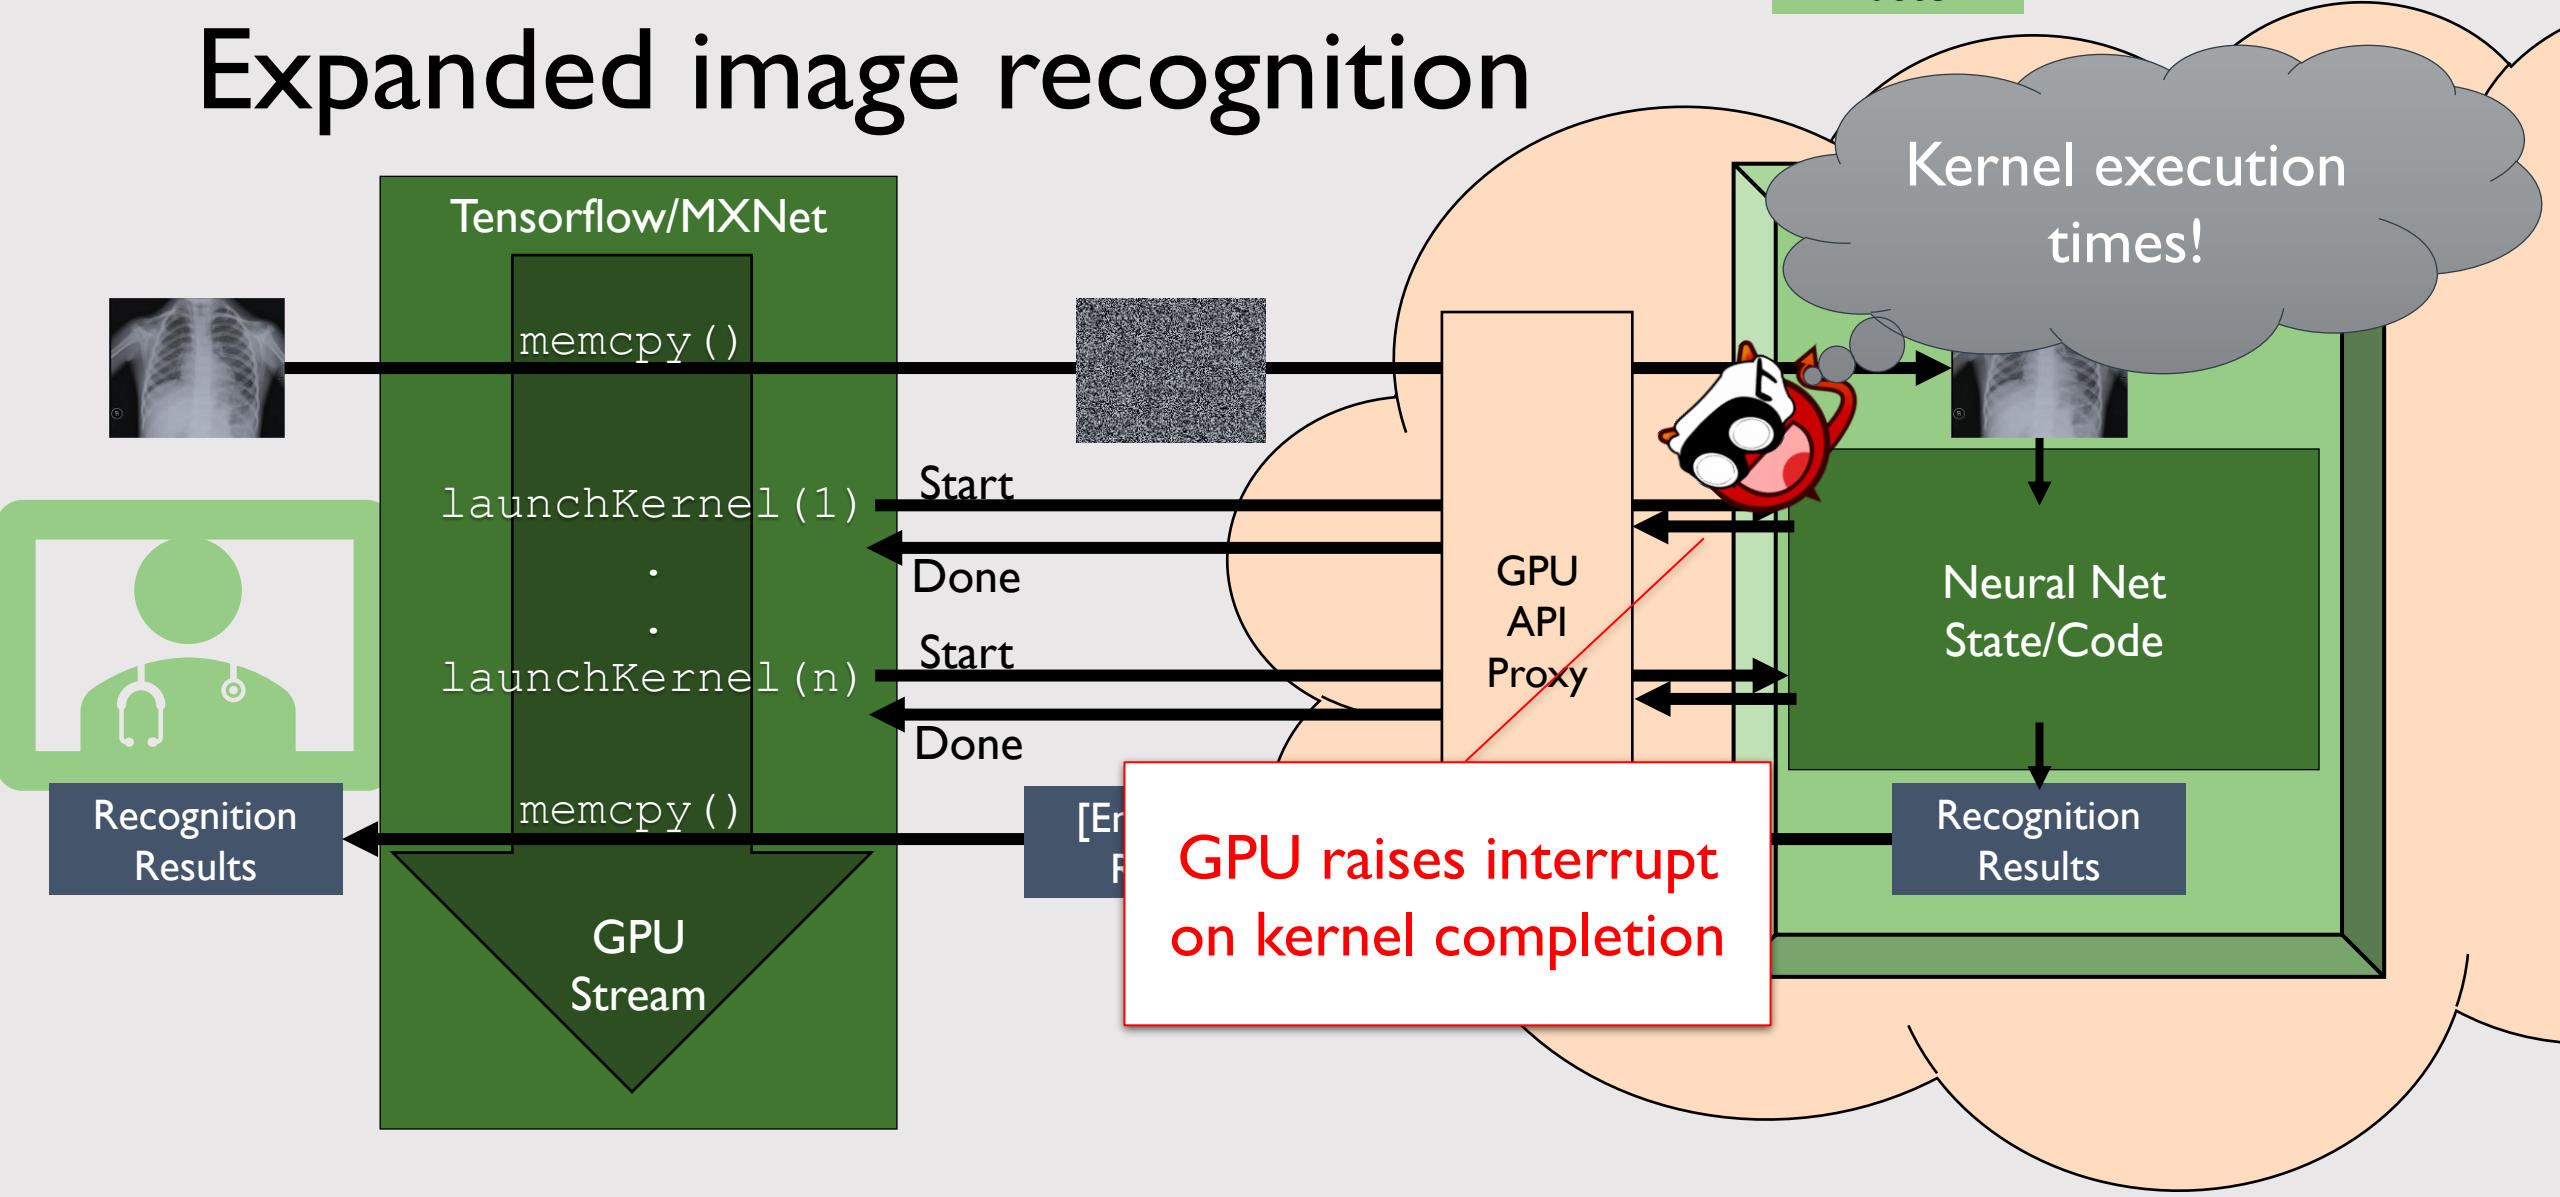 Expanded image recognition
Kernel execution
times!
Tensorflow/MXNet
memcpy()
launchKernel(1)
.
.
launchKernel(n)
memcpy()
GPU
Stream
Start
Done
Start
Done
GPU
API
Proxy
Neural Net
State/Code
Recognition
Results
[En
R
GPU raises interrupt
on kernel completion
Recognition
Results